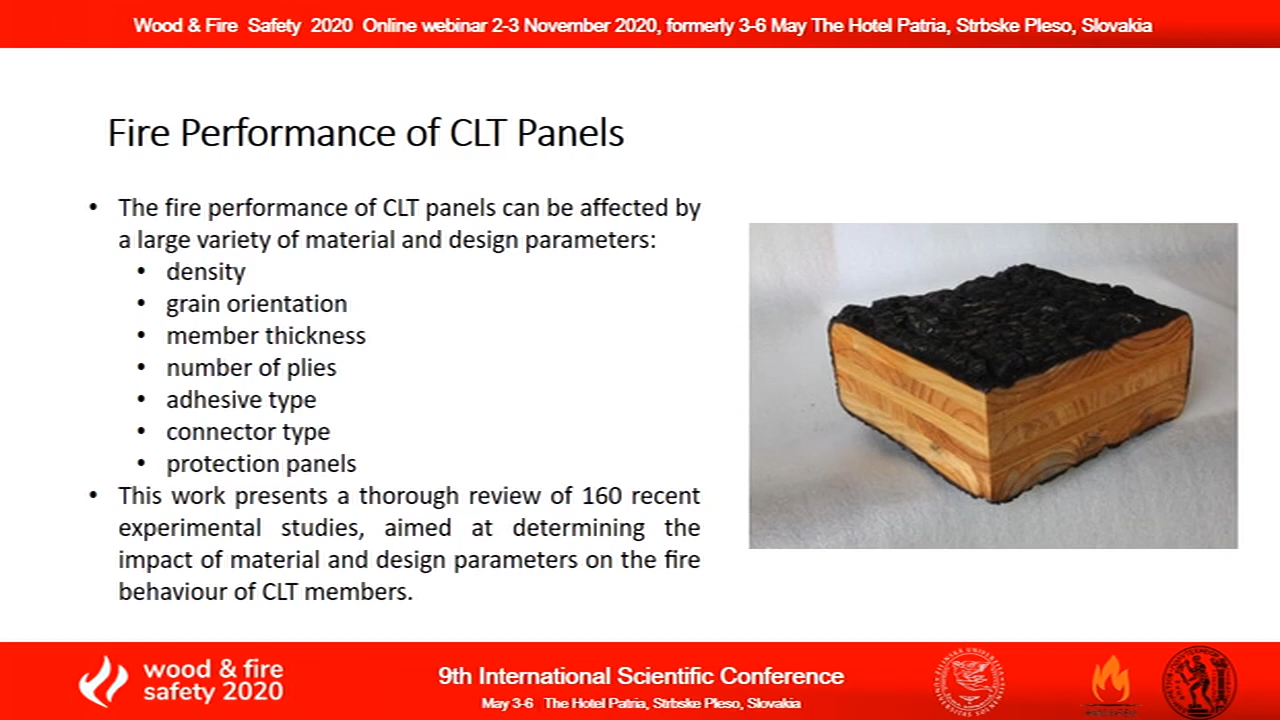 Wood & Fire Safety 2020 Online webinar 2-3 November 2020, formerly 3-6 May The Hotel Patria, Strbske Pleso, Slovakia
Fire Performance of CLT Panels
• The fire performance of CLT panels can be affected by
a large variety of material and design parameters:
• density
• grain orientation
• member thickness
• number of plies
• adhesive type
• connector type
• protection panels
• This work presents a thorough review of 160 recent
experimental studies, aimed at determining the
impact of material and design parameters on the fire
behaviour of CLT members.
wood & fire
safety 2020
9th International Scientific Conference
May 3-6 The Hotel Patria, Strbske Pleso, Slovakia